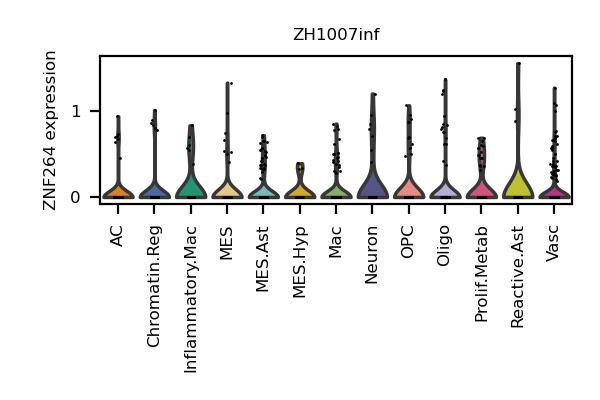 ZH1007inf
ZNF264 expression
1
0
AC
Chromatin.Reg
Inflammatory.Mac
MES
MES.Ast
MES.Hyp
Mac
Neuron
OPC
Oligo
Prolif.Metab
Reactive.Ast
Vasc